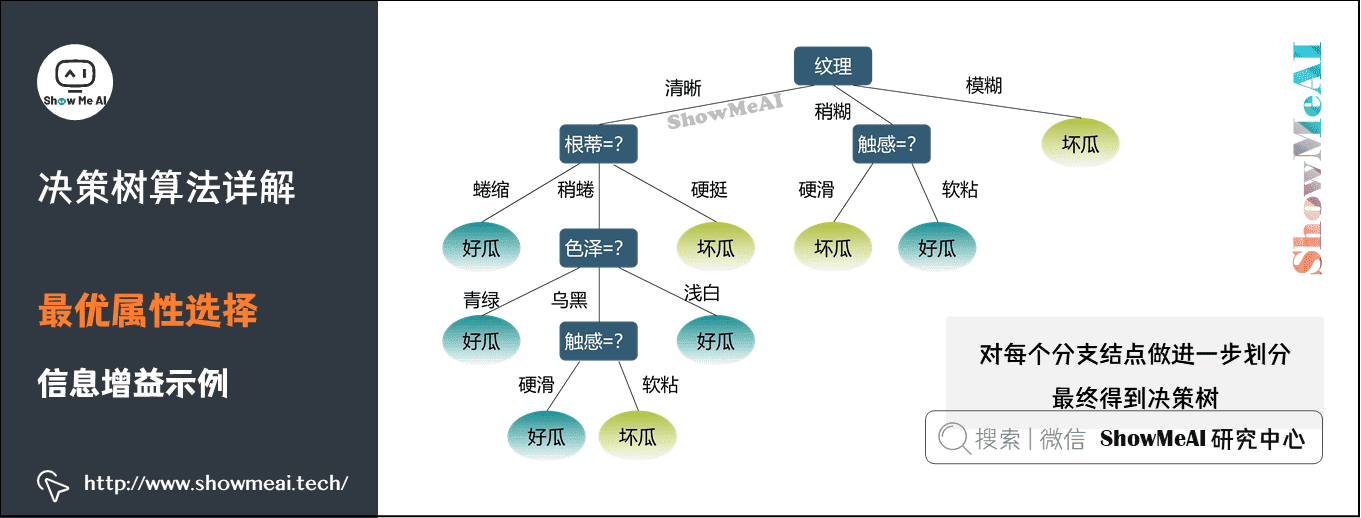 Show Me AI
决策树算法详解
最优属性选择
信息增益示例
http://www.showmeai.tech/
纹理
清晰
稍糊
模糊
ShowMeAI
根蒂=?
触感=?
坏瓜
蜷缩
稍蜷
硬挺
硬滑
软粘
好瓜
色泽=?
坏瓜
坏瓜
好瓜
青绿
乌黑
浅白
好瓜
触感=?
好瓜
硬滑
软粘
好瓜
坏瓜
ShowMeAI
对每个分支结点做进一步划分
最终得到决策树
搜索 | 微信 ShowMeAI 研究中心